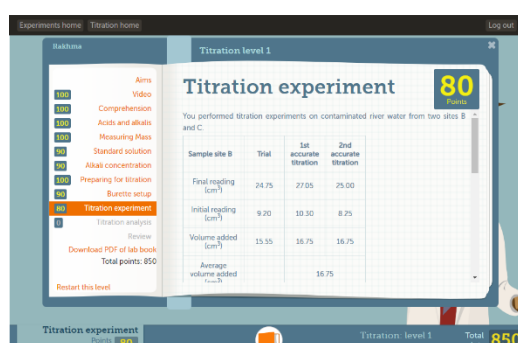 Experiments home Titration home Log out
Rakhma
Titration level 1
Aims
100 Video
100 Comprehension
100 Acids and alkalis
100 Measuring Mass
90 Standard solution
90 Alkali concentration
100 Preparing for titration
90 Burette setup
80 Titration experiment
0 Titration analysis
Review
Download PDF of lab book
Total points: 850
Restart this level
Titration experiment
80
Points
You performed titration experiments on contaminated river water from two sites B
and C.
Sample site B Trial 1st accurate titration 2nd accurate titration
Final reading (cm³) 24.75 27.05 25.00
Initial reading (cm³) 9.20 10.30 8.25
Volume added (cm³) 15.55 16.75 16.75
Average volume added (cm³) 16.75
Titration experiment
Points 80
Titration: level 1
Total 850